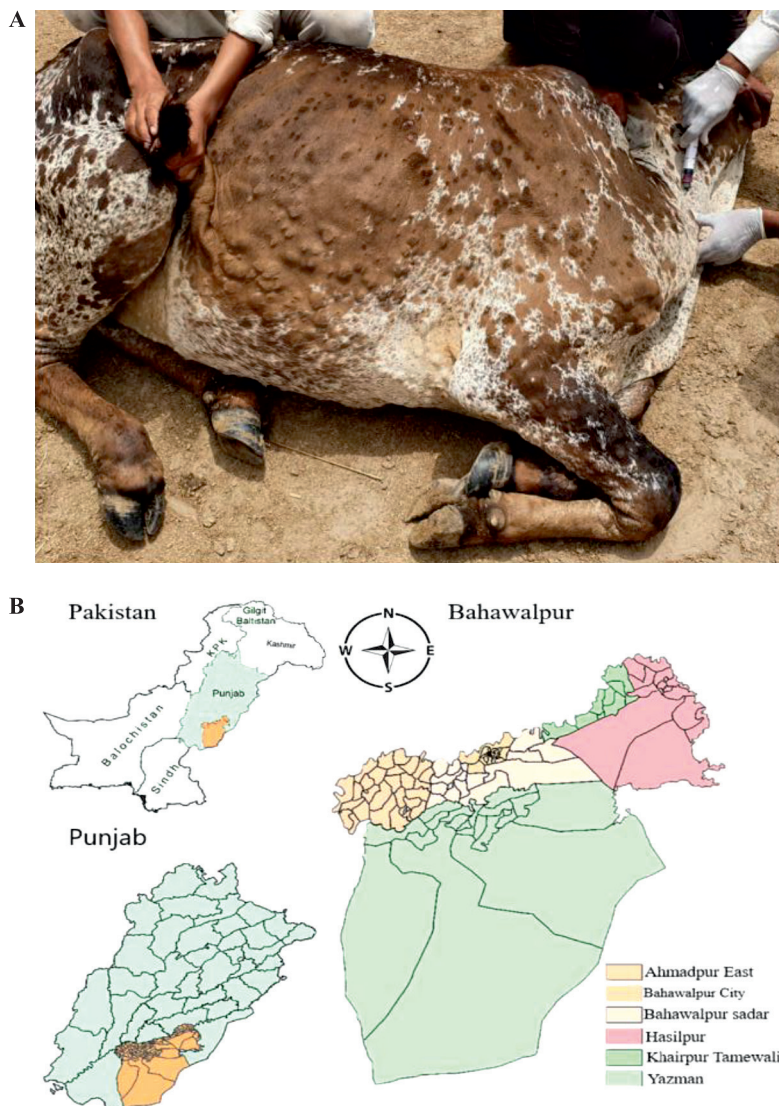 A
B
Pakistan
Gilgit
Baltistan
KPK
Kashmir
Punjab
Balochistan
Sindh
N
W
E
S
Bahawalpur
Punjab
Ahmadpur East
Bahawalpur City
Bahawalpur sadar
Hasilpur
Khairpur Tamewali
Yazman